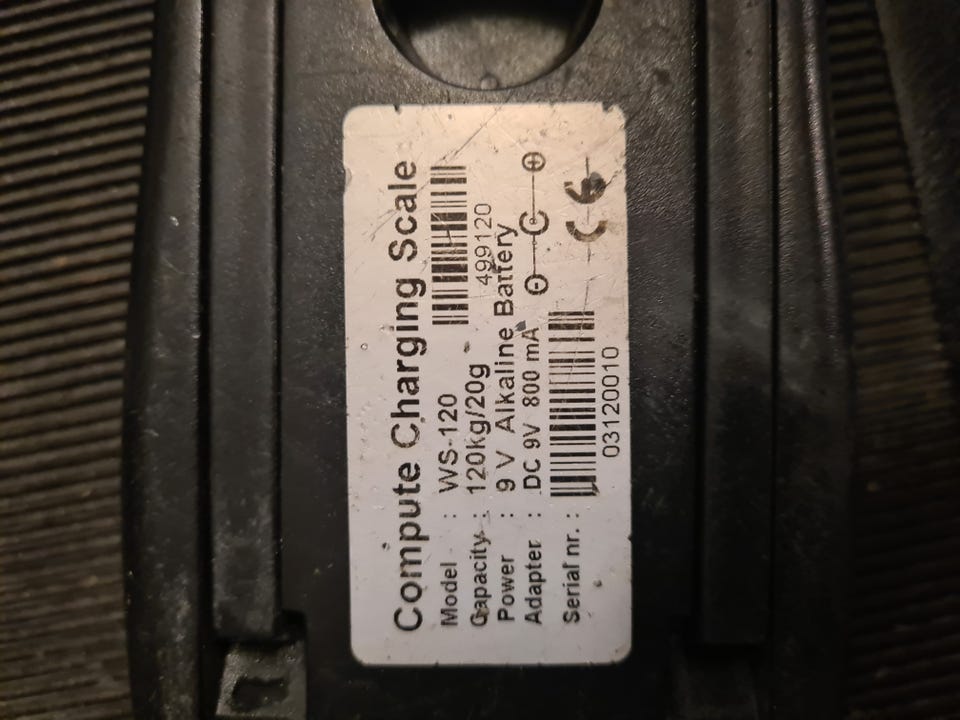 Compute Charging Scale
Model : WS-120
499120
Capacity : 120kg/20g
Power : 9 V Alkaline Battery
Adapter : DC 9V 800 mA
Serial nr. :
03120010
CE